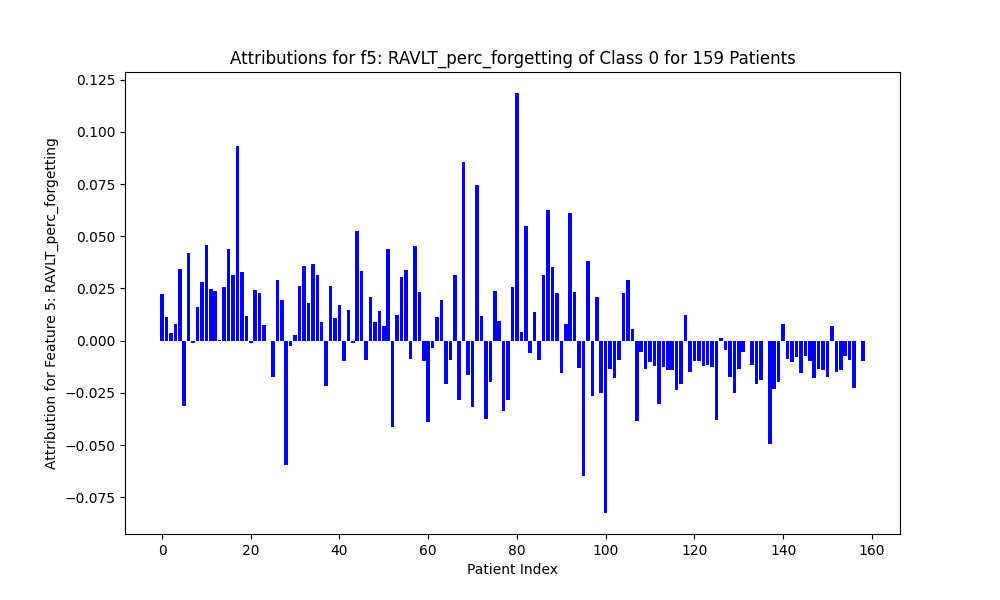 Attributions for f5: RAVLT_perc_forgetting of Class 0 for 159 Patients
Attribution for Feature 5: RAVLT_perc_forgetting
0.125
0.100
0.075
0.050
0.025
0.000
−0.025
−0.050
−0.075
0 20 40 60 80 100 120 140 160
Patient Index